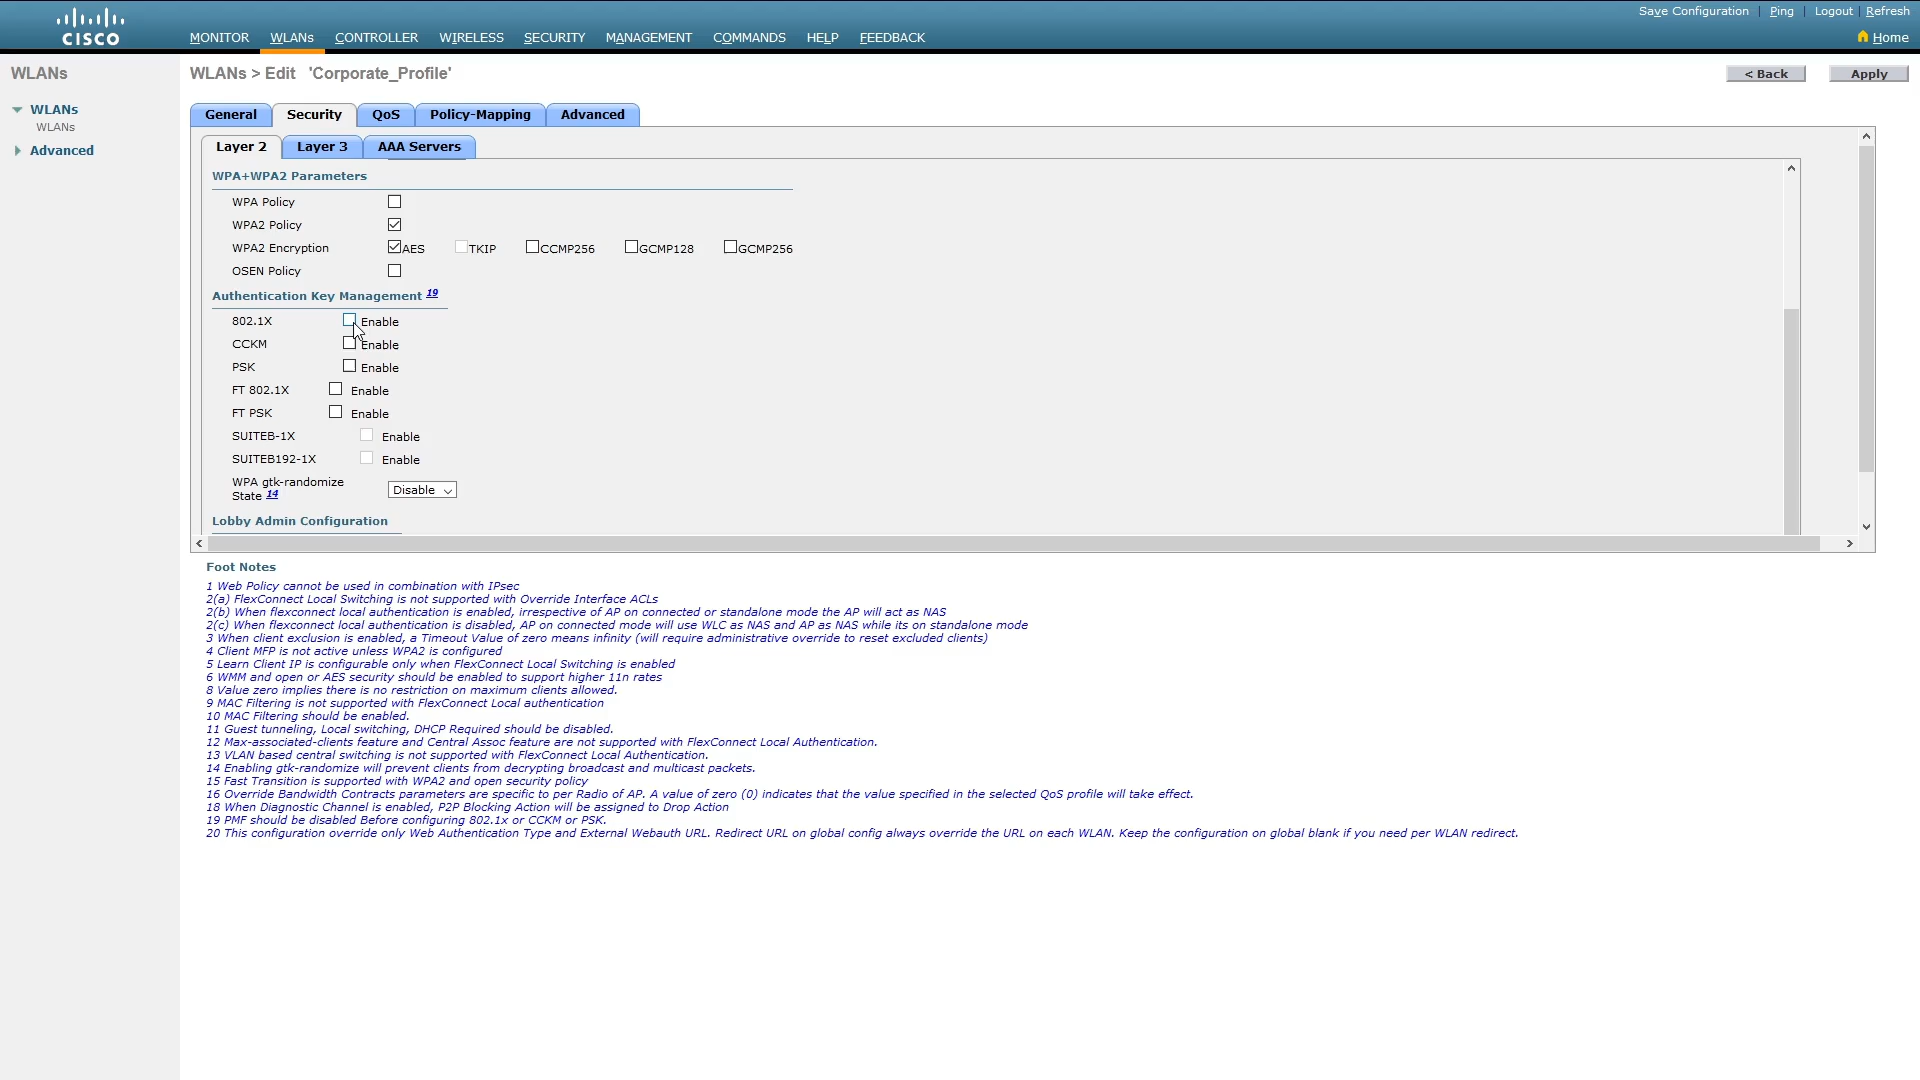 CISCO
MONITOR WLANs CONTROLLER WIRELESS SECURITY MANAGEMENT COMMANDS HELP FEEDBACK
Save Configuration | Ping | Logout | Refresh
Home
WLANs
WLANs
WLANs
Advanced
WLANs > Edit 'Corporate_Profile'
< Back Apply
General Security QoS Policy-Mapping Advanced
Layer 2 Layer 3 AAA Servers
WPA+WPA2 Parameters
WPA Policy
WPA2 Policy
WPA2 Encryption AES TKIP CCMP256 GCMP128 GCMP256
OSEN Policy
Authentication Key Management 19
802.1X Enable
CCKM Enable
PSK Enable
FT 802.1X Enable
FT PSK Enable
SUITEB-1X Enable
SUITEB192-1X Enable
WPA gtk-randomize
State 14 Disable
Lobby Admin Configuration
Foot Notes
1 Web Policy cannot be used in combination with IPsec
2(a) FlexConnect Local Switching is not supported with Override Interface ACLs
2(b) When flexconnect local authentication is enabled, irrespective of AP on connected or standalone mode the AP will act as NAS
2(c) When flexconnect local authentication is disabled, AP on connected mode will use WLC as NAS and AP as NAS while its on standalone mode
3 When client exclusion is enabled, a Timeout Value of zero means infinity (will require administrative override to reset excluded clients)
4 Client MFP is not active unless WPA2 is configured
5 Learn Client IP is configurable only when FlexConnect Local Switching is enabled
6 WMM and open or AES security should be enabled to support higher 11n rates
8 Value zero implies there is no restriction on maximum clients allowed.
9 MAC Filtering is not supported with FlexConnect Local authentication
10 MAC Filtering should be enabled.
11 Guest tunneling, Local switching, DHCP Required should be disabled.
12 Max-associated-clients feature and Central Assoc feature are not supported with FlexConnect Local Authentication.
13 VLAN based central switching is not supported with FlexConnect Local Authentication.
14 Enabling gtk-randomize will prevent clients from decrypting broadcast and multicast packets.
15 Fast Transition is supported with WPA2 and open security policy
16 Override Bandwidth Contracts parameters are specific to per Radio of AP. A value of zero (0) indicates that the value specified in the selected QoS profile will take effect.
18 When Diagnostic Channel is enabled, P2P Blocking Action will be assigned to Drop Action
19 PMF should be disabled Before configuring 802.1x or CCKM or PSK.
20 This configuration override only Web Authentication Type and External Webauth URL. Redirect URL on global config always override the URL on each WLAN. Keep the configuration on global blank if you need per WLAN redirect.